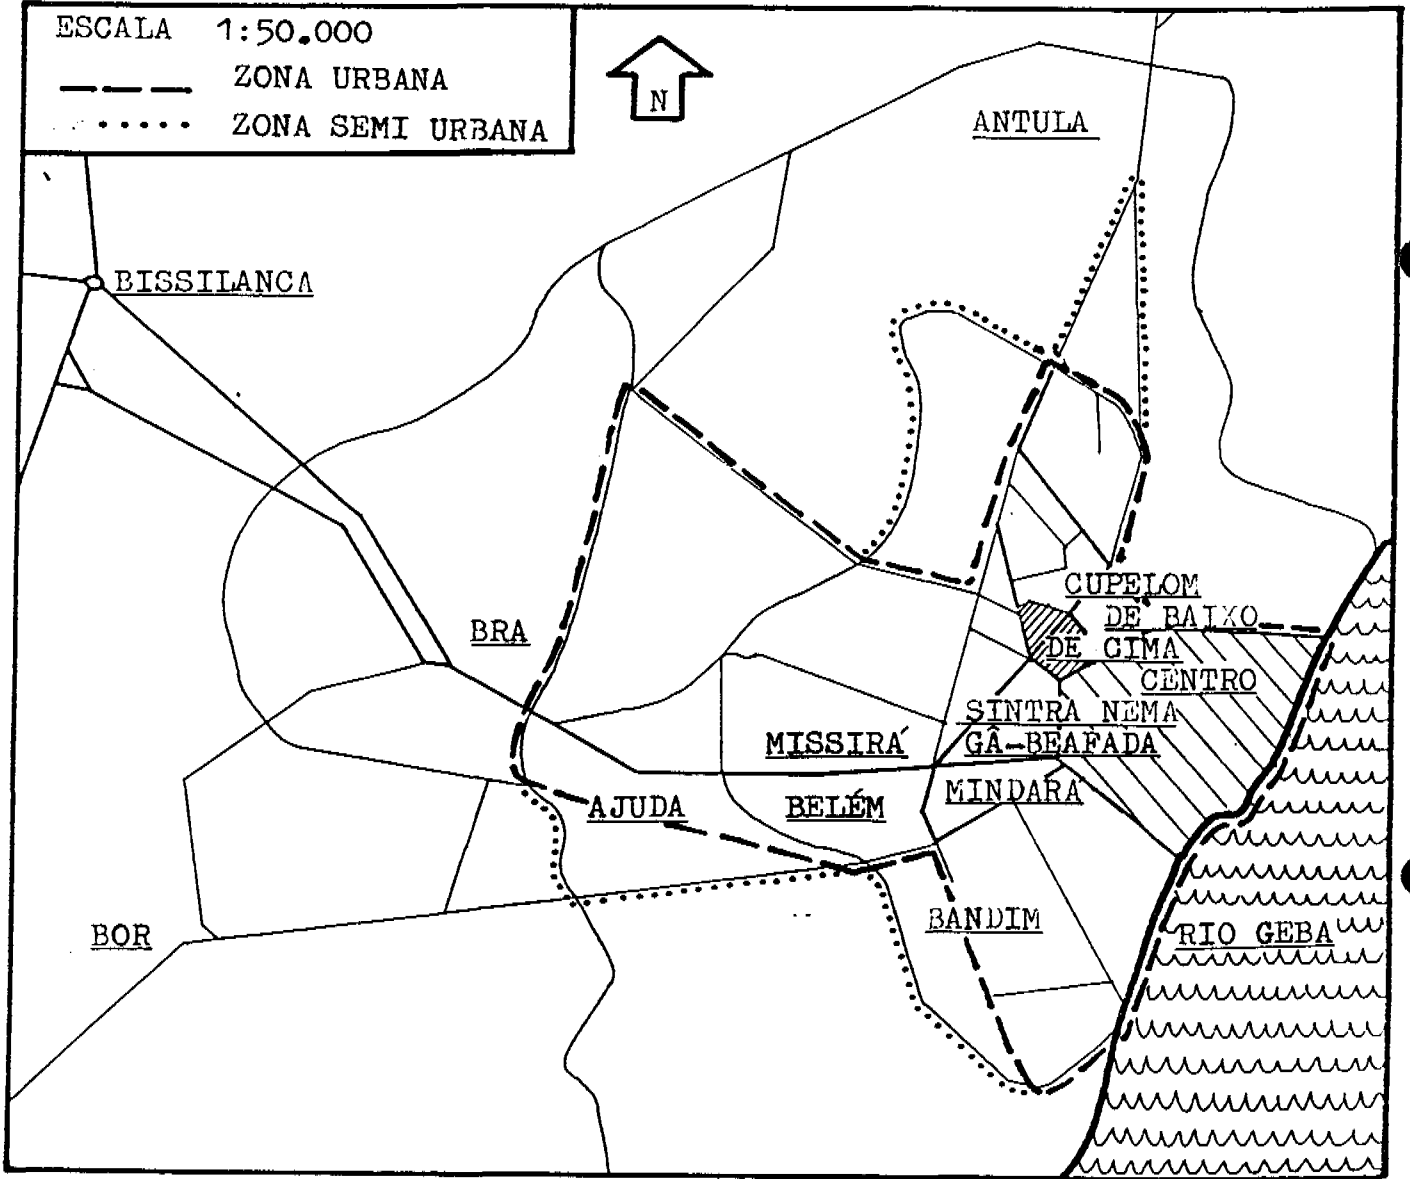 ESCALA 1:50.000
ZONA URBANA
ZONA SEMI URBANA
N
ANTULA
BISSILANCA
CUPELOM
DE BAIXO
BRA
DE CIMA
CENTRO
SINTRA NEMA
MISSIRÁ
GÂ-BEAFADA
MINDARÁ
AJUDA
BELÉM
BANDIM
BOR
RIO GEBA